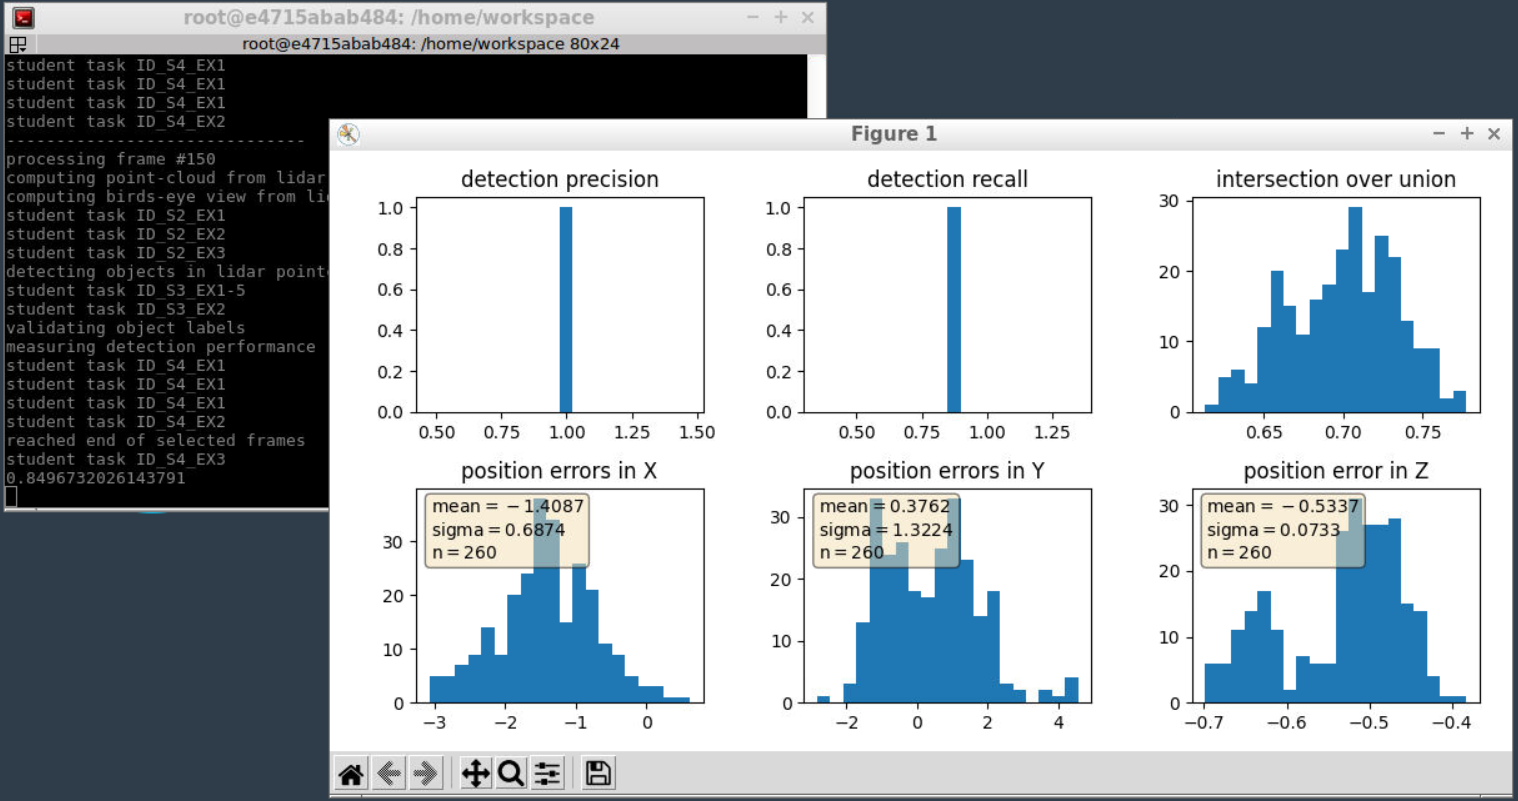 root@e4715abab484: /home/workspace
root@e4715abab484: /home/workspace 80x24
student task ID_S4_EX1
student task ID_S4_EX1
student task ID_S4_EX1
student task ID_S4_EX2
------------------------------
processing frame #150
computing point-cloud from lidar
computing birds-eye view from
student task ID_S2_EX1
student task ID_S2_EX2
student task ID_S2_EX3
detecting objects in lidar
student task ID_S3_EX1-5
student task ID_S3_EX2
validating object labels
measuring detection performance
student task ID_S4_EX1
student task ID_S4_EX1
student task ID_S4_EX1
student task ID_S4_EX2
reached end of selected frames
student task ID_S4_EX3
0.8496732026143791
Figure 1
detection precision
1.0
0.8
0.6
0.4
0.2
0.0
0.50 0.75 1.00 1.25 1.50
detection recall
1.0
0.8
0.6
0.4
0.2
0.0
0.50 0.75 1.00 1.25
intersection over union
30
20
10
0
0.65 0.70 0.75
position errors in X
mean = −1.4087
sigma = 0.6874
n = 260
30
20
10
0
−3 −2 −1 0
position errors in Y
mean = 0.3762
sigma = 1.3224
n = 260
30
20
10
0
−2 0 2 4
position error in Z
mean = −0.5337
sigma = 0.0733
n = 260
30
20
10
0
−0.7 −0.6 −0.5 −0.4